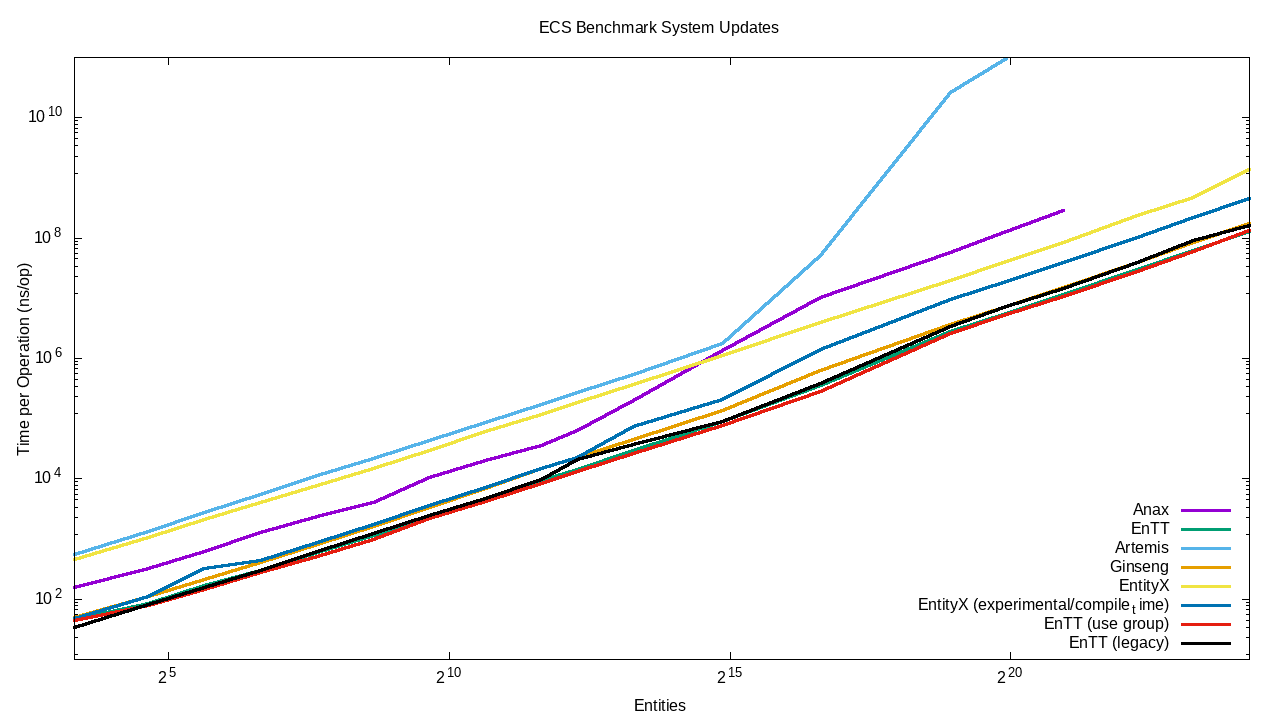 ECS Benchmark System Updates
10 10
10 8
10 6
10 4
10 2
Time per Operation (ns/op)
Anax
EnTT
Artemis
Ginseng
EntityX
EntityX (experimental/compile t ime)
EnTT (use group)
EnTT (legacy)
2 5
2 10
2 15
2 20
Entities